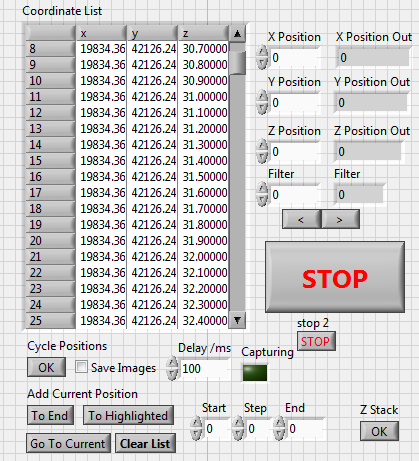 Coordinate List
x y z
8 19834.36 42126.24 30.70000
9 19834.36 42126.24 30.80000
10 19834.36 42126.24 30.90000
11 19834.36 42126.24 31.00000
12 19834.36 42126.24 31.10000
13 19834.36 42126.24 31.20000
14 19834.36 42126.24 31.30000
15 19834.36 42126.24 31.40000
16 19834.36 42126.24 31.50000
17 19834.36 42126.24 31.60000
18 19834.36 42126.24 31.70000
19 19834.36 42126.24 31.80000
20 19834.36 42126.24 31.90000
21 19834.36 42126.24 32.00000
22 19834.36 42126.24 32.10000
23 19834.36 42126.24 32.20000
24 19834.36 42126.24 32.30000
25 19834.36 42126.24 32.40000
X Position X Position Out
0 0
Y Position Y Position Out
0 0
Z Position Z Position Out
0 0
Filter Filter
0 0
< >
STOP
stop 2
STOP
Cycle Positions Delay /ms Capturing
OK Save Images 100
Add Current Position
To End To Highlighted Start Step End Z Stack
0 0 0 OK
Go To Current Clear List